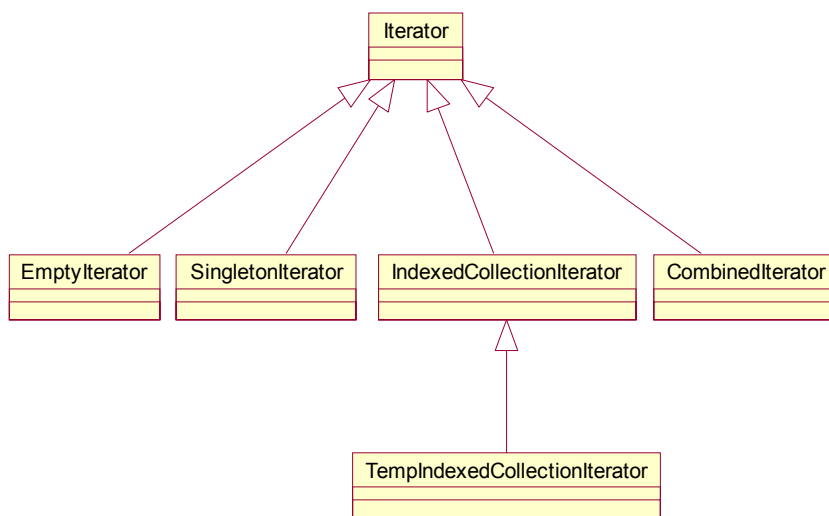 Iterator
EmptyIterator
SingletonIterator
IndexedCollectionIterator
CombinedIterator
TempIndexedCollectionIterator